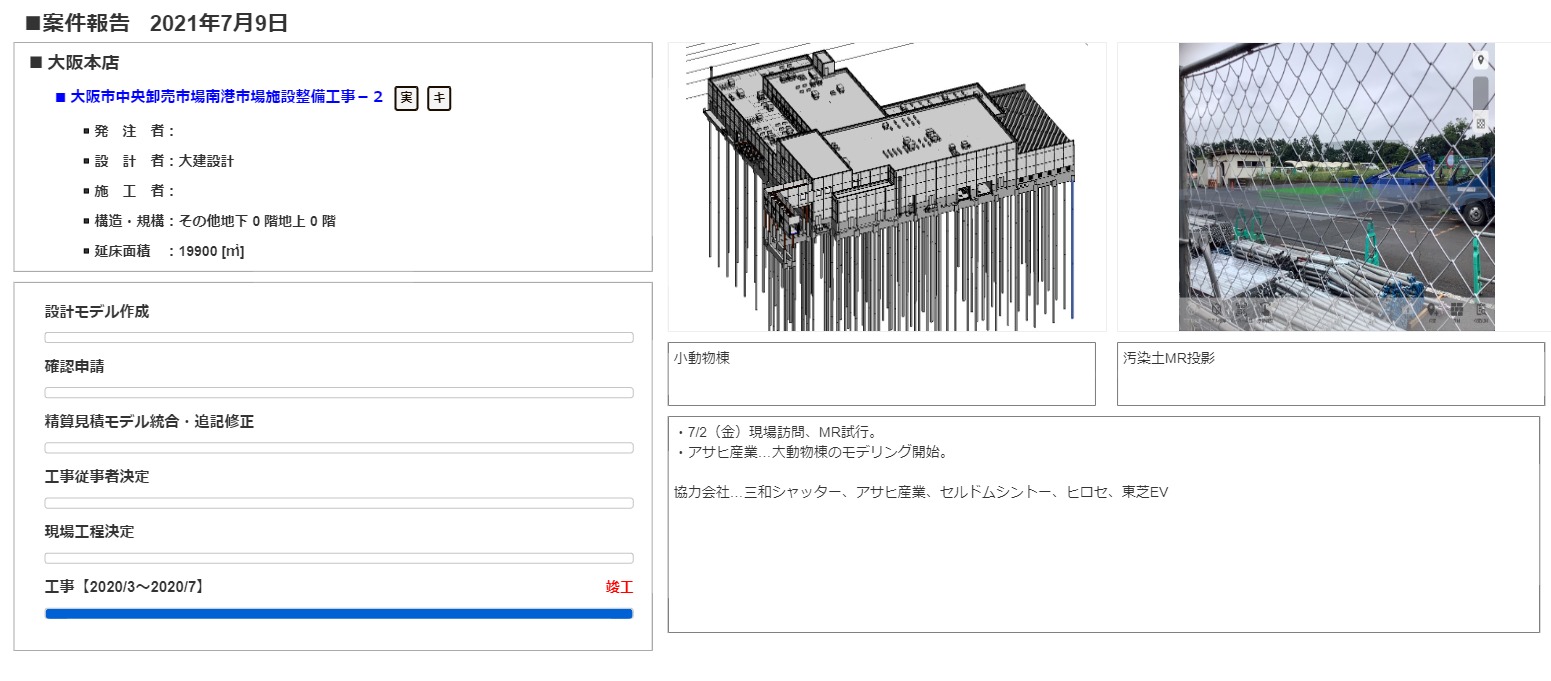 ■案件報告 2021年7月9日
■ 大阪本店
■ 大阪市中央卸売市場南港市場施設整備工事－２ 実 キ
▪ 発 注 者：
▪ 設 計 者：大建設計
▪ 施 工 者：
▪ 構造・規構：その他地下 0 階地上 0 階
▪ 延床面積 ：19900 [㎡]
設計モデル作成
確認申請
精算見積モデル統合・追記修正
工事従事者決定
現場工程決定
工事【2020/3～2020/7】 竣工
小動物棟
汚染土MR投影
・7/2（金）現場訪問、MR試行。
・アサヒ産業…大動物棟のモデリング開始。
協力会社…三和シャッター、アサヒ産業、セルドムシントー、ヒロセ、東芝EV